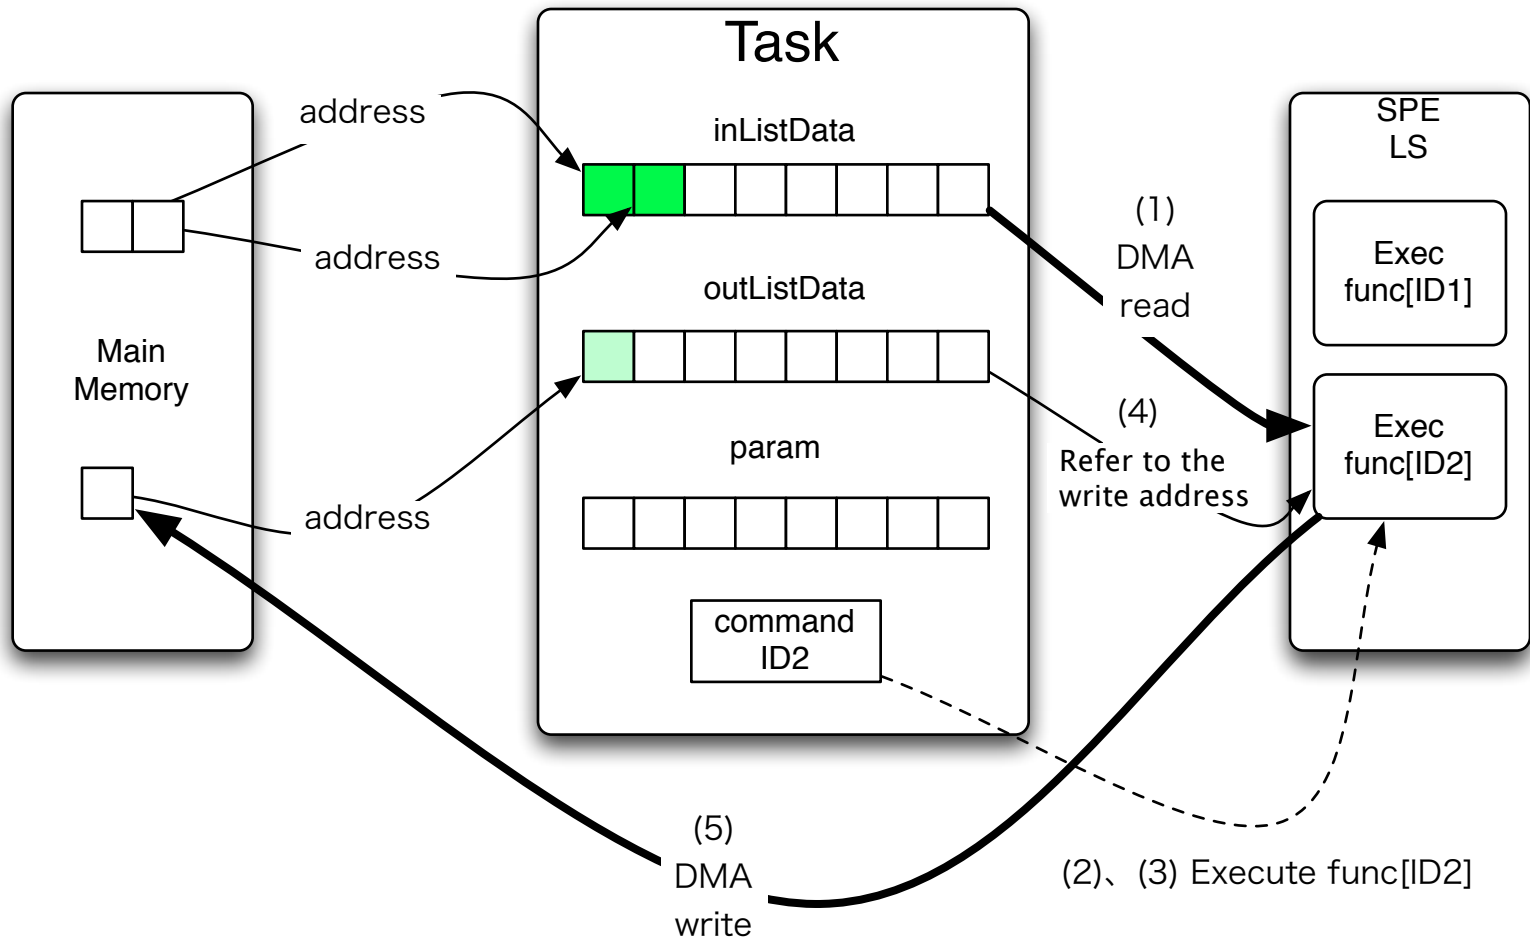 Task
address
inListData
SPE
LS
(1)
DMA
read
Exec
func[ID1]
address
outListData
Main
Memory
(4)
Refer to the
write address
Exec
func[ID2]
param
address
command
ID2
(5)
DMA
write
(2)、(3) Execute func[ID2]